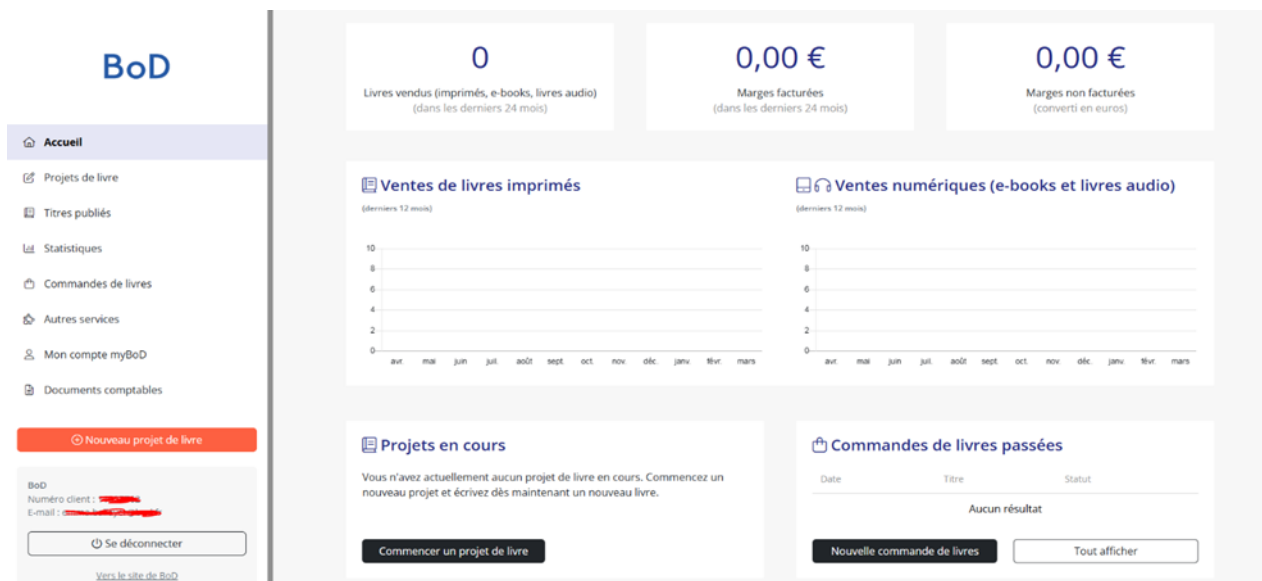 BoD
Accueil
Projets de livre
Titres publiés
Statistiques
Commandes de livres
Autres services
Mon compte myBoD
Documents comptables
Nouveau projet de livre
BoD
Numéro client :
E-mail :
Se déconnecter
Vers le site de BoD
0
Livres vendus (imprimés, e-books, livres audio)
(dans les derniers 24 mois)
0,00 €
Marges facturées
(dans les derniers 24 mois)
0,00 €
Marges non facturées
(converti en euros)
Ventes de livres imprimés
(derniers 12 mois)
10
8
6
4
2
0
avr. mai juin juil. août sept. oct. nov. déc. janv. févr. mars
Ventes numériques (e-books et livres audio)
(derniers 12 mois)
10
8
6
4
2
0
avr. mai juin juil. août sept. oct. nov. déc. janv. févr. mars
Projets en cours
Vous n'avez actuellement aucun projet de livre en cours. Commencez un
nouveau projet et écrivez dès maintenant un nouveau livre.
Commencer un projet de livre
Commandes de livres passées
Date Titre Statut
Aucun résultat
Nouvelle commande de livres
Tout afficher